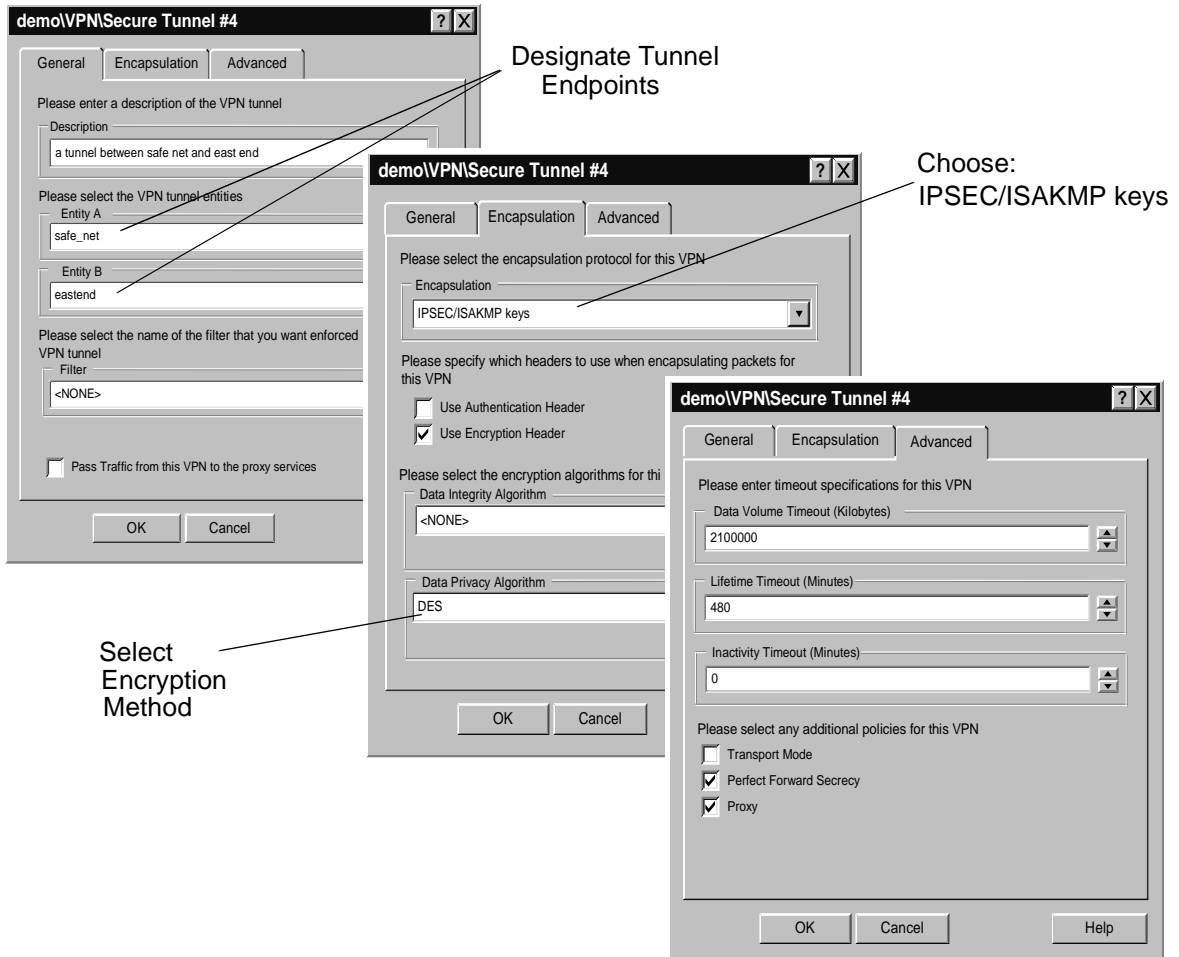 demo\VPN\Secure Tunnel #4
General Encapsulation Advanced
Please enter a description of the VPN tunnel
Description
a tunnel between safe net and east end
Please select the VPN tunnel entities
Entity A
safe_net
Entity B
eastend
Please select the name of the filter that you want enforced
VPN tunnel
Filter
<NONE>
Pass Traffic from this VPN to the proxy services
OK Cancel
Designate Tunnel
Endpoints
demo\VPN\Secure Tunnel #4
General Encapsulation Advanced
Please select the encapsulation protocol for this VPN
Encapsulation
IPSEC/ISAKMP keys
Please specify which headers to use when encapsulating packets for
this VPN
Use Authentication Header
Use Encryption Header
Please select the encryption algorithms for thi
Data Integrity Algorithm
<NONE>
Data Privacy Algorithm
DES
OK Cancel
Choose:
IPSEC/ISAKMP keys
Select
Encryption
Method
demo\VPN\Secure Tunnel #4
General Encapsulation Advanced
Please enter timeout specifications for this VPN
Data Volume Timeout (Kilobytes)
2100000
Lifetime Timeout (Minutes)
480
Inactivity Timeout (Minutes)
0
Please select any additional policies for this VPN
Transport Mode
Perfect Forward Secrecy
Proxy
OK Cancel Help